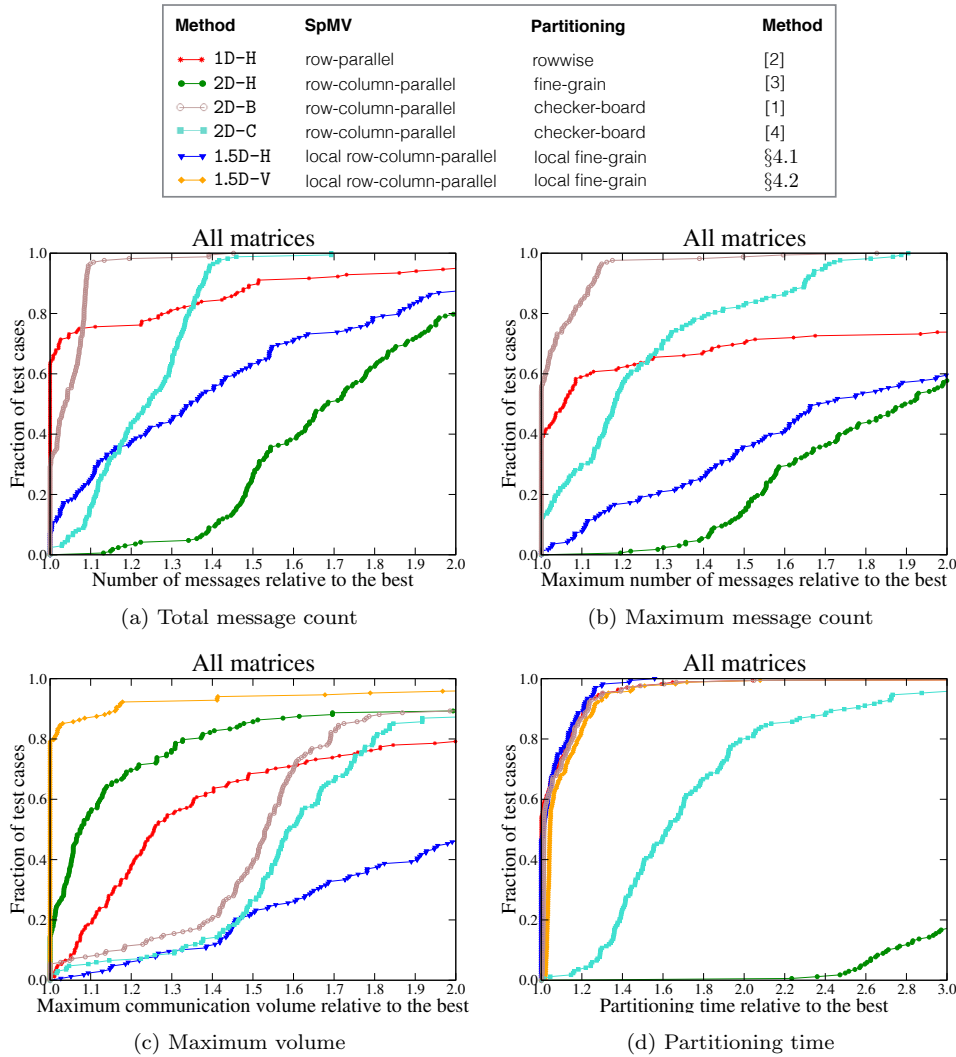 Method SpMV Partitioning Method
1D-H row-parallel rowwise [2]
2D-H row-column-parallel fine-grain [3]
2D-B row-column-parallel checker-board [1]
2D-C row-column-parallel checker-board [4]
1.5D-H local row-column-parallel local fine-grain §4.1
1.5D-V local row-column-parallel local fine-grain §4.2
All matrices
1.0
0.8
0.6
0.4
0.2
0.0
Fraction of test cases
1.0 1.1 1.2 1.3 1.4 1.5 1.6 1.7 1.8 1.9 2.0
Number of messages relative to the best
(a) Total message count
All matrices
1.0
0.8
0.6
0.4
0.2
0.0
Fraction of test cases
1.0 1.1 1.2 1.3 1.4 1.5 1.6 1.7 1.8 1.9 2.0
Maximum number of messages relative to the best
(b) Maximum message count
All matrices
1.0
0.8
0.6
0.4
0.2
0.0
Fraction of test cases
1.0 1.1 1.2 1.3 1.4 1.5 1.6 1.7 1.8 1.9 2.0
Maximum communication volume relative to the best
(c) Maximum volume
All matrices
1.0
0.8
0.6
0.4
0.2
0.0
Fraction of test cases
1.0 1.2 1.4 1.6 1.8 2.0 2.2 2.4 2.6 2.8 3.0
Partitioning time relative to the best
(d) Partitioning time